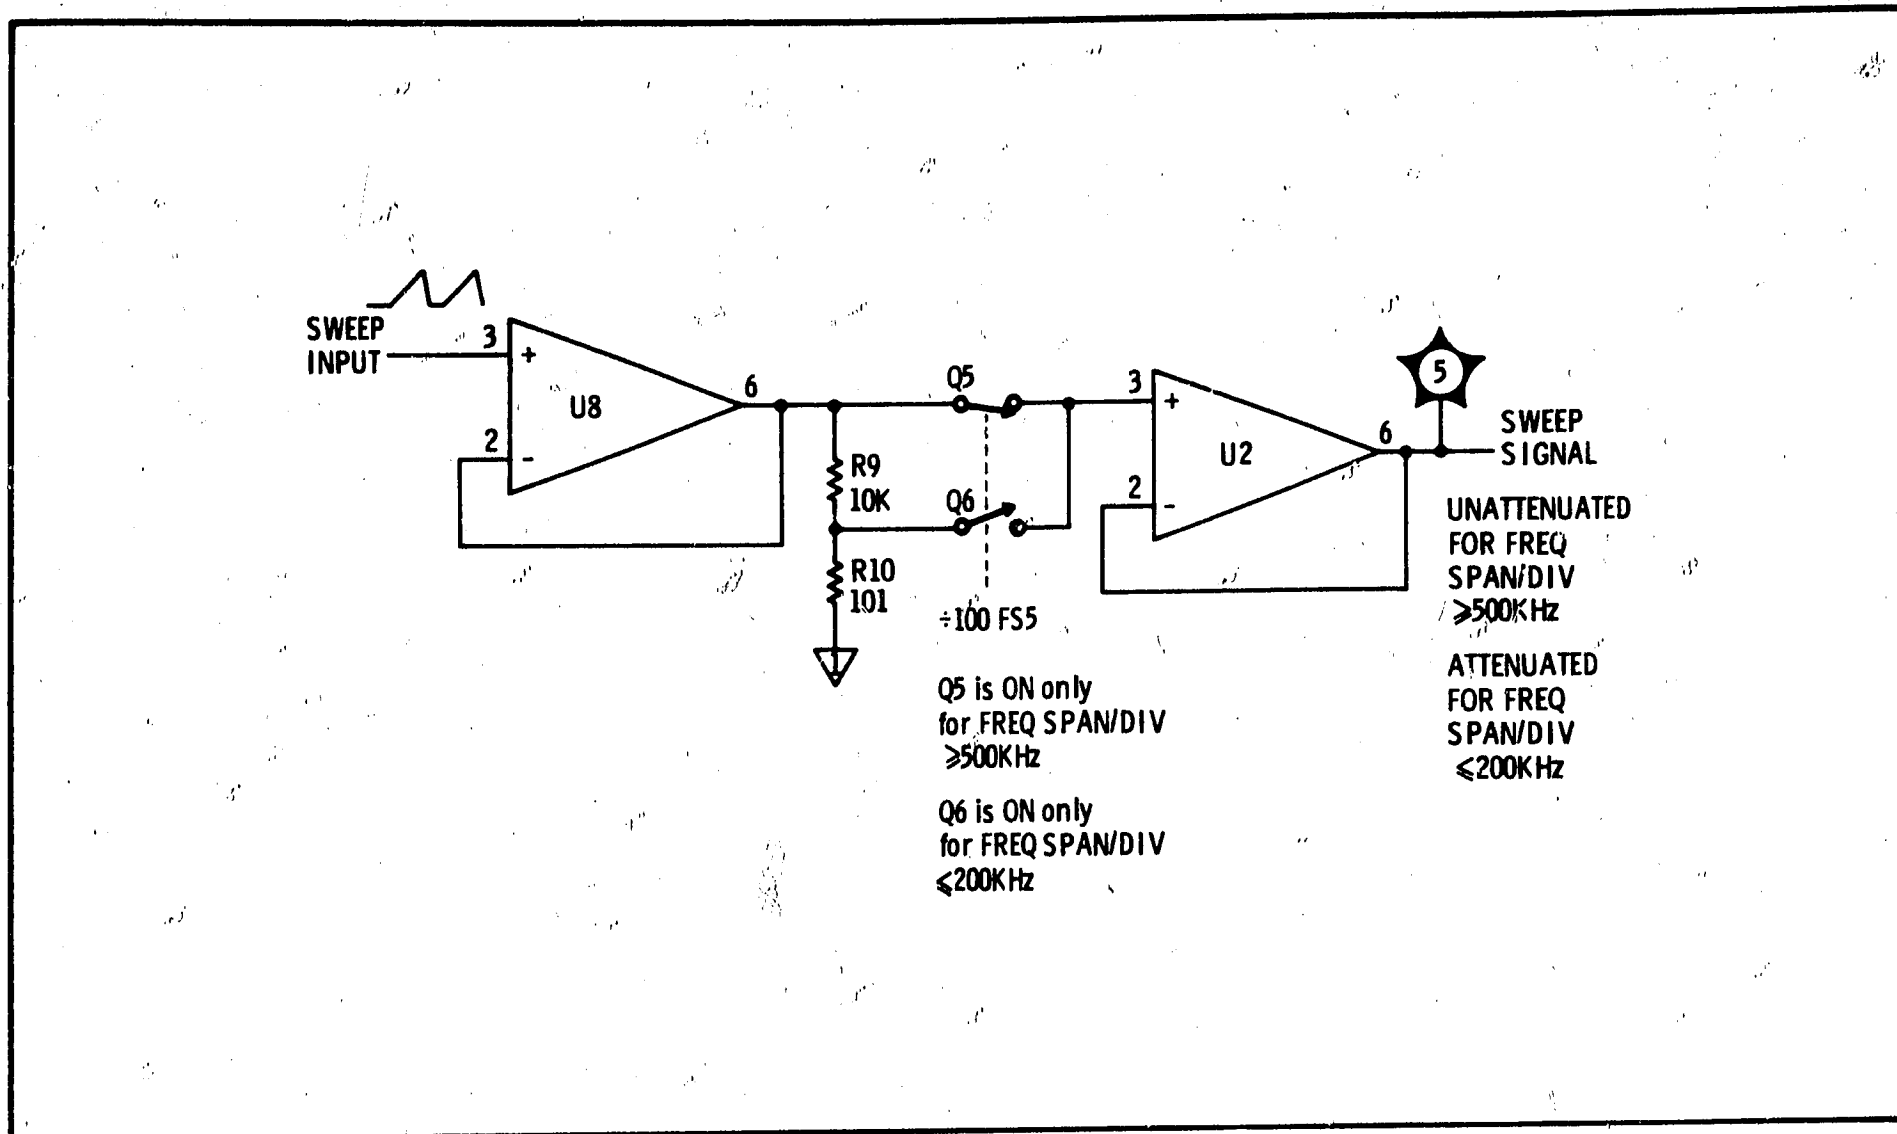 SWEEP
INPUT
3
+
U8
6
2
-
R9
10K
R10
101
Q5
Q6
÷100 FS5
Q5 is ON only
for FREQ SPAN/DIV
≥500KHz
Q6 is ON only
for FREQ SPAN/DIV
≤200KHz
3
+
U2
6
2
-
5
SWEEP
SIGNAL
UNATTENUATED
FOR FREQ
SPAN/DIV
≥500KHz
ATTENUATED
FOR FREQ
SPAN/DIV
≤200KHz